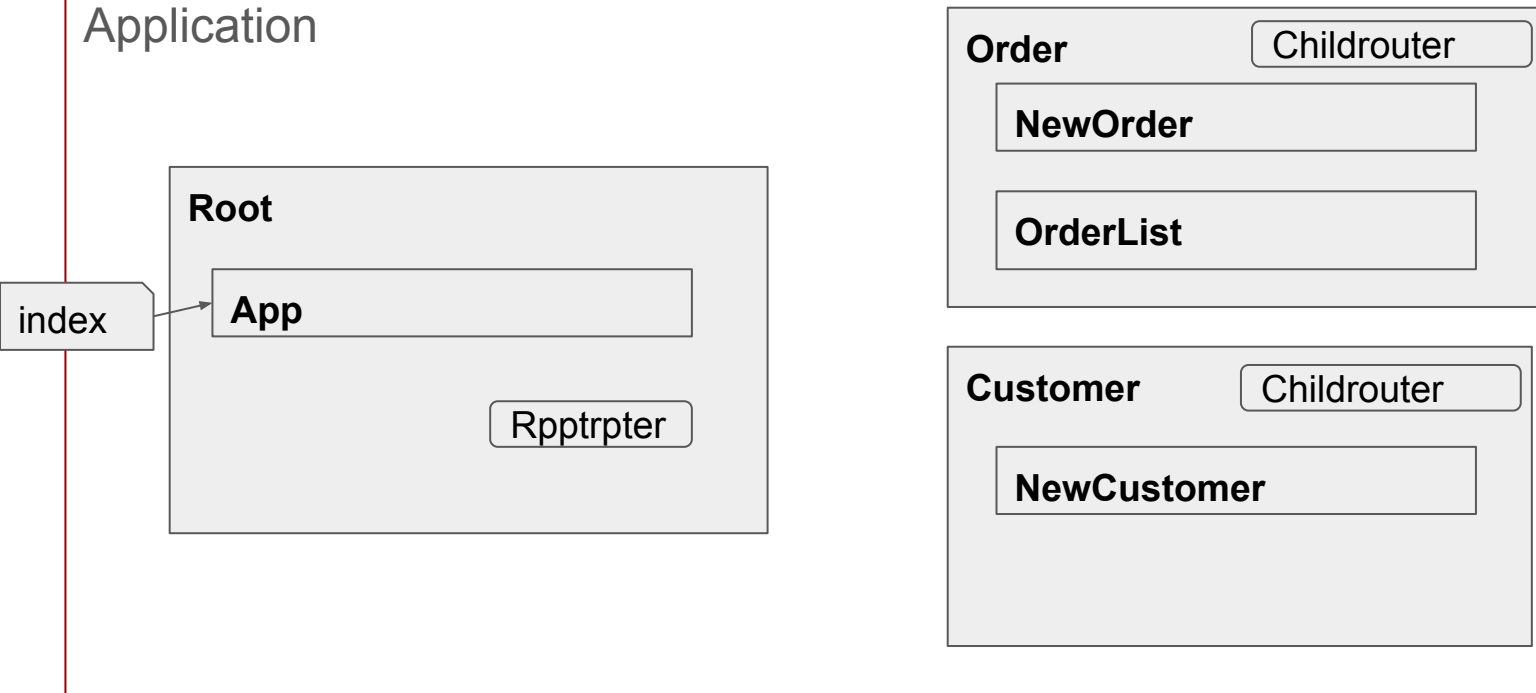 Application
Root
index
App
Rpptrpter
Order
Childrouter
NewOrder
OrderList
Customer
Childrouter
NewCustomer